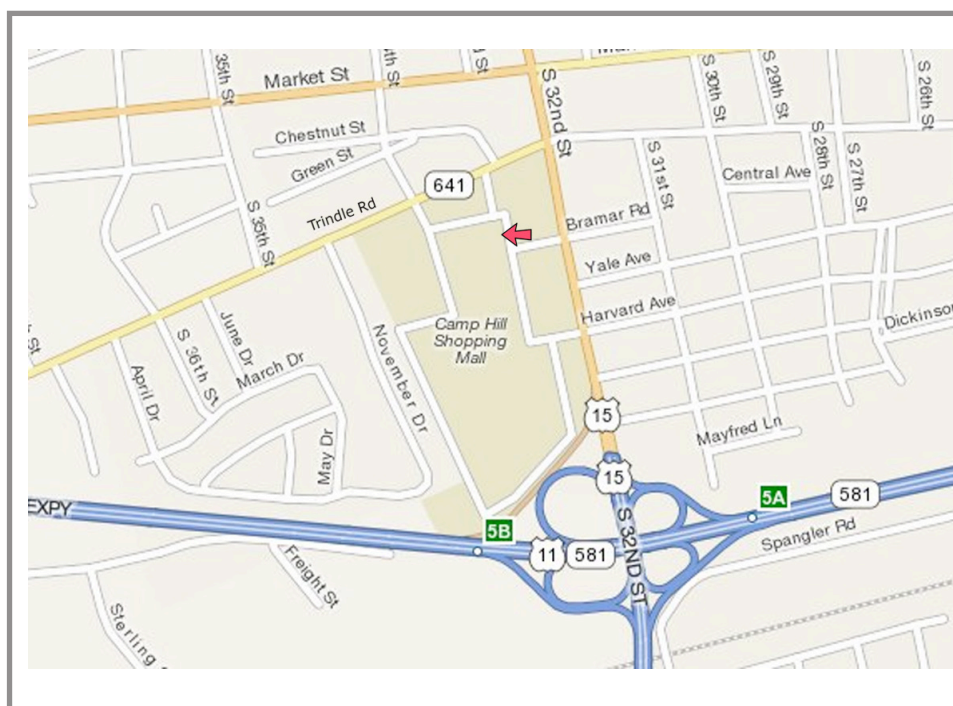 35th St
Market St
S 32nd St
S 30th St
S 29th St
S 26th St
Chestnut St
Green St
641
S 31st St
Central Ave
S 28th St
S 27th St
S 35th St
Trindle Rd
Bramar Rd
Yale Ave
Harvard Ave
Dickinson
Camp Hill
Shopping
Mall
June Dr
S 36th St
March Dr
April Dr
November Dr
May Dr
15
Mayfred Ln
15
EXPY
5B
5A
581
11
581
S 32ND ST
Spangler Rd
Freight St
Sterling